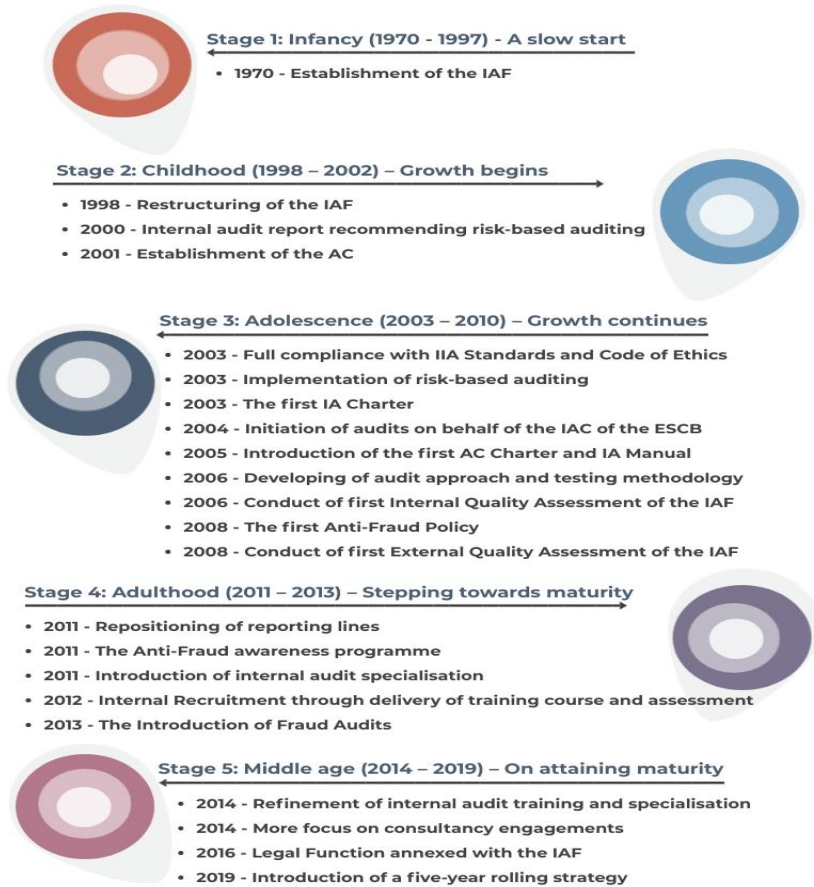 Stage 1: Infancy (1970 - 1997) - A slow start
• 1970 - Establishment of the IAF
Stage 2: Childhood (1998 – 2002) – Growth begins
• 1998 - Restructuring of the IAF
• 2000 - Internal audit report recommending risk-based auditing
• 2001 - Establishment of the AC
Stage 3: Adolescence (2003 – 2010) – Growth continues
• 2003 - Full compliance with IIA Standards and Code of Ethics
• 2003 - Implementation of risk-based auditing
• 2003 - The first IA Charter
• 2004 - Initiation of audits on behalf of the IAC of the ESCB
• 2005 - Introduction of the first AC Charter and IA Manual
• 2006 - Developing of audit approach and testing methodology
• 2006 - Conduct of first Internal Quality Assessment of the IAF
• 2008 - The first Anti-Fraud Policy
• 2008 - Conduct of first External Quality Assessment of the IAF
Stage 4: Adulthood (2011 – 2013) – Stepping towards maturity
• 2011 - Repositioning of reporting lines
• 2011 - The Anti-Fraud awareness programme
• 2011 - Introduction of internal audit specialisation
• 2012 - Internal Recruitment through delivery of training course and assessment
• 2013 - The Introduction of Fraud Audits
Stage 5: Middle age (2014 – 2019) – On attaining maturity
• 2014 - Refinement of internal audit training and specialisation
• 2014 - More focus on consultancy engagements
• 2016 - Legal Function annexed with the IAF
• 2019 - Introduction of a five-year rolling strategy